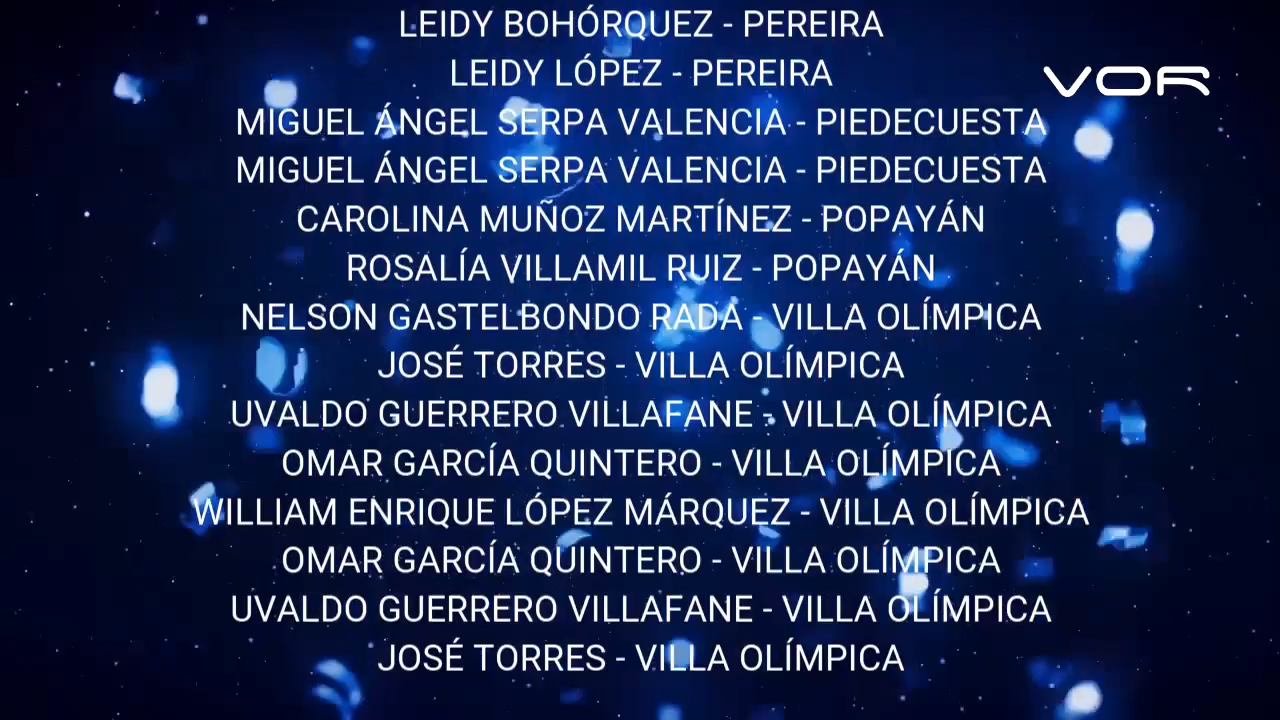 LEIDY BOHÓRQUEZ - PEREIRA
VOR
LEIDY LÓPEZ - PEREIRA
MIGUEL ÁNGEL SERPA VALENCIA - PIEDECUESTA
MIGUEL ÁNGEL SERPA VALENCIA - PIEDECUESTA
CAROLINA MUÑOZ MARTÍNEZ - POPAYÁN
ROSALÍA VILLAMIL RUIZ - POPAYÁN
NELSON GASTELBONDO RADA - VILLA OLÍMPICA
JOSÉ TORRES - VILLA OLÍMPICA
UVALDO GUERRERO VILLAFANE - VILLA OLÍMPICA
OMAR GARCÍA QUINTERO - VILLA OLÍMPICA
WILLIAM ENRIQUE LÓPEZ MÁRQUEZ - VILLA OLÍMPICA
OMAR GARCÍA QUINTERO - VILLA OLÍMPICA
UVALDO GUERRERO VILLAFANE - VILLA OLÍMPICA
JOSÉ TORRES - VILLA OLÍMPICA